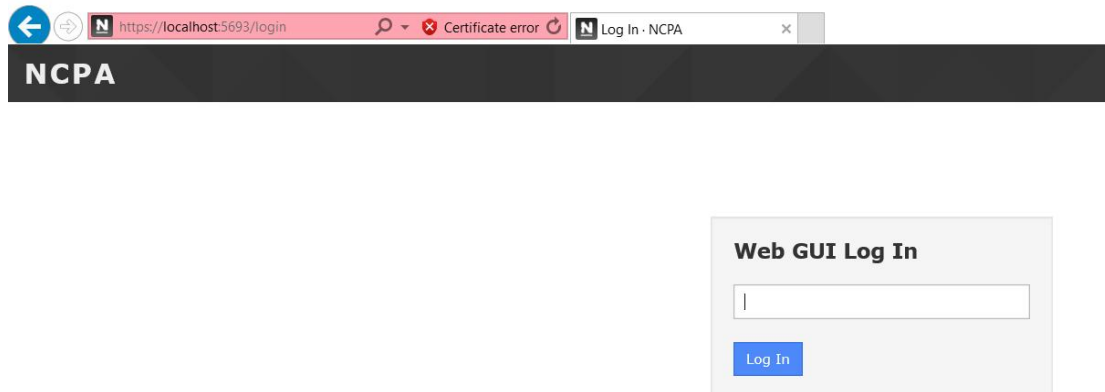 N https://localhost:5693/login Certificate error N Log In · NCPA
NCPA
Web GUI Log In
Log In